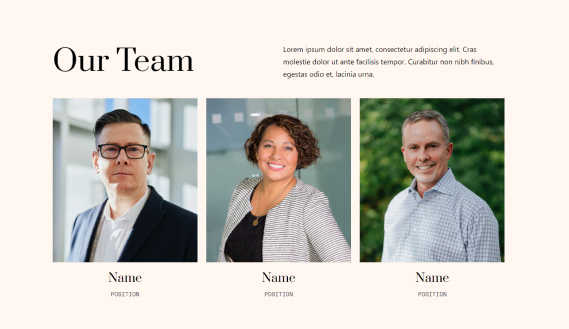 Our Team
Lorem ipsum dolor sit amet, consectetur adipiscing elit. Cras
molestie dolor ut ante facilisis tempor. Curabitur non nibh finibus,
egestas odio et, lacinia urna.
Name
Name
Name
POSITION
POSITION
POSITION